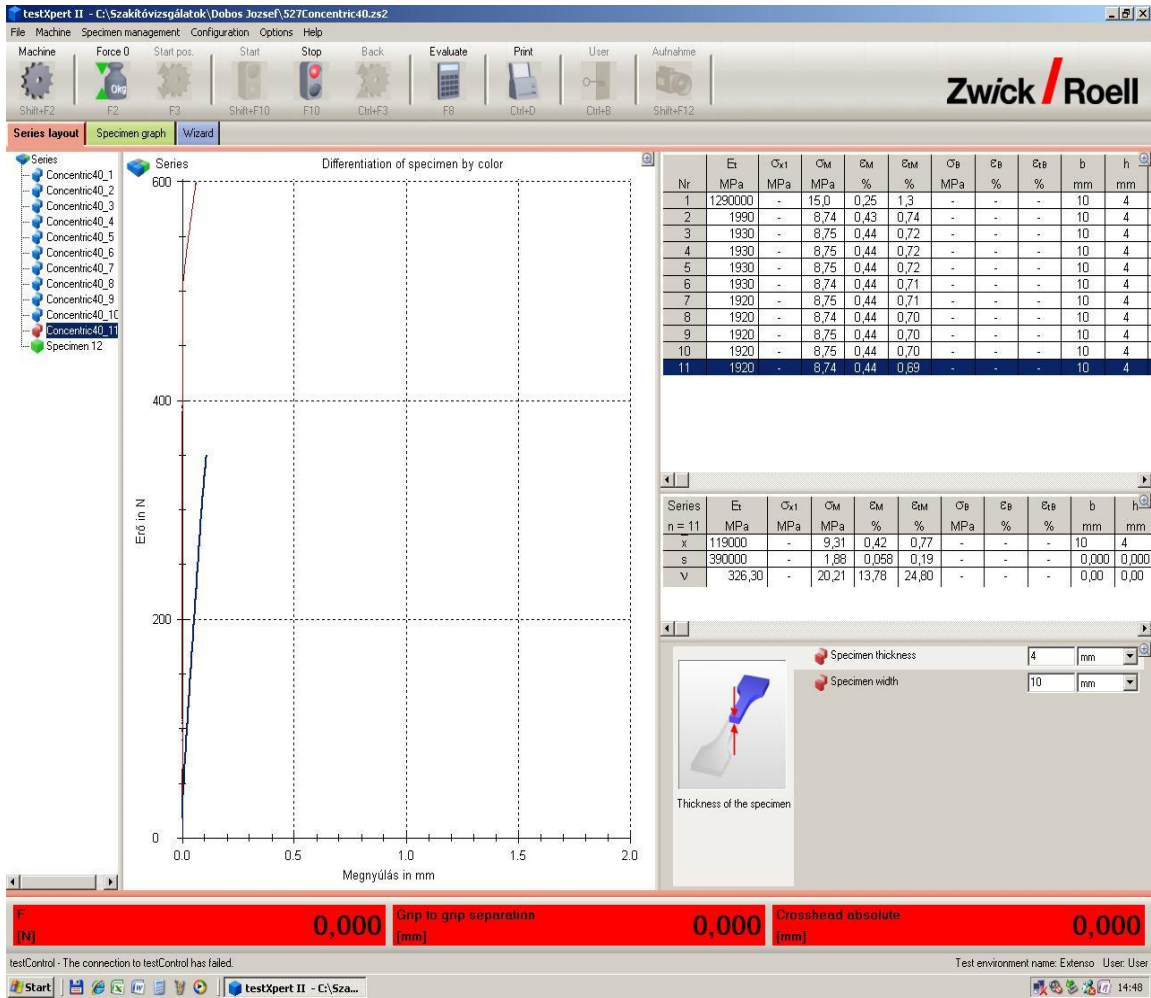 testXpert II - C:\Szakítóvizsgálatok\Dobos Jozsef\527Concentric40.zs2
File Machine Specimen management Configuration Options Help
Machine Force 0 Start pos. Start Stop Back Evaluate Print User Aufnahme
0kg
Shift+F2 F2 F3 Shift+F10 F10 Ctrl+F3 F8 Ctrl+D Ctrl+B Shift+F12
Zwick / Roell
Series layout Specimen graph Wizard
Series
Concentric40_1
Concentric40_2
Concentric40_3
Concentric40_4
Concentric40_5
Concentric40_6
Concentric40_7
Concentric40_8
Concentric40_9
Concentric40_10
Concentric40_11
Specimen 12
Series Differentiation of specimen by color
600
400
200
0
Erő in N
0.0 0.5 1.0 1.5 2.0
Megnyúlás in mm
Et σx1 σM εM εtM σB εB εtB b h
Nr MPa MPa MPa % % MPa % % mm mm
1 1290000 - 15,0 0,25 1,3 - - - 10 4
2 1990 - 8,74 0,43 0,74 - - - 10 4
3 1930 - 8,75 0,44 0,72 - - - 10 4
4 1930 - 8,75 0,44 0,72 - - - 10 4
5 1930 - 8,75 0,44 0,72 - - - 10 4
6 1930 - 8,74 0,44 0,71 - - - 10 4
7 1920 - 8,75 0,44 0,71 - - - 10 4
8 1920 - 8,74 0,44 0,70 - - - 10 4
9 1920 - 8,75 0,44 0,70 - - - 10 4
10 1920 - 8,75 0,44 0,70 - - - 10 4
11 1920 - 8,74 0,44 0,69 - - - 10 4
Series Et σx1 σM εM εtM σB εB εtB b h
n = 11 MPa MPa MPa % % MPa % % mm mm
x̄ 119000 - 9,31 0,42 0,77 - - - 10 4
s 390000 - 1,88 0,058 0,19 - - - 0,000 0,000
ν 326,30 - 20,21 13,78 24,80 - - - 0,00 0,00
Specimen thickness 4 mm
Specimen width 10 mm
Thickness of the specimen
F [N] 0,000
Grip to grip separation [mm] 0,000
Crosshead absolute [mm] 0,000
testControl - The connection to testControl has failed. Test environment name: Extenso User: User
Start testXpert II - C:\Sza... 14:48